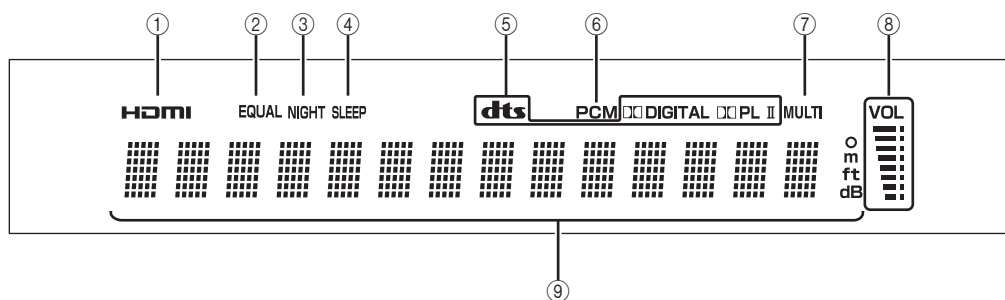 ① ② ③ ④ ⑤ ⑥ ⑦ ⑧
HDMI EQUAL NIGHT SLEEP dts PCM DIGITAL PL II MULTI VOL
m
ft
dB
⑨